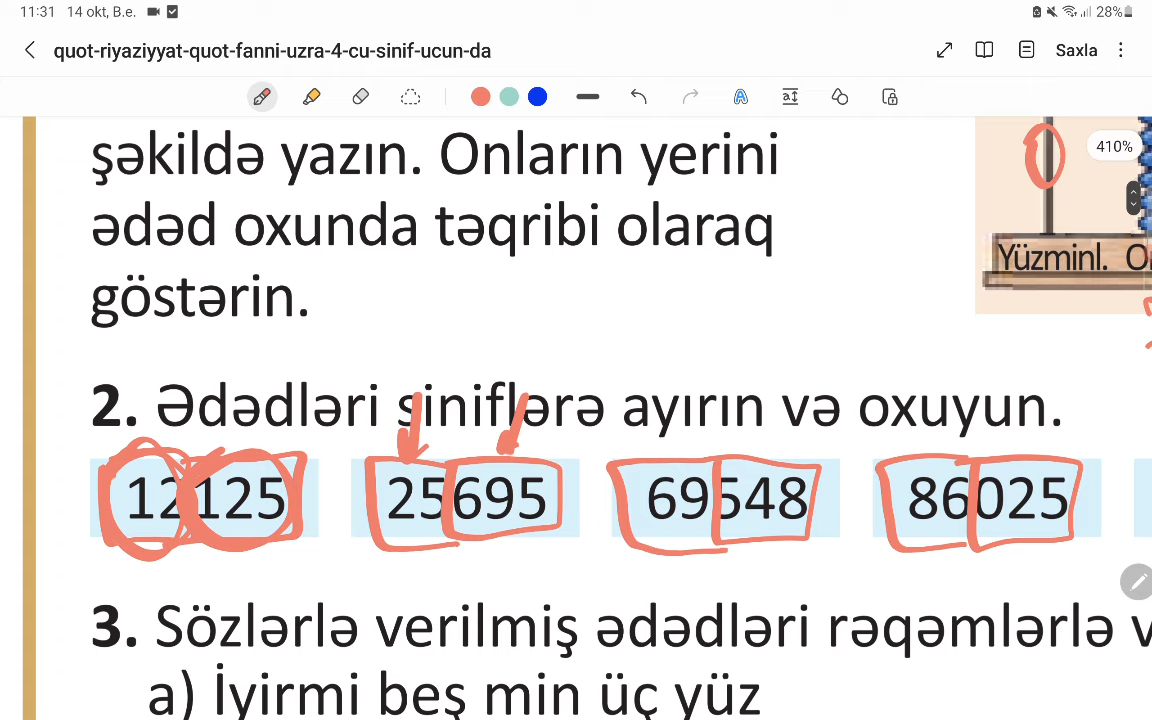 11:31 14 okt, B.e. 28%
quot-riyaziyyat-quot-fanni-uzra-4-cu-sinif-ucun-da Saxla
410%
şəkildə yazın. Onların yerini
ədəd oxunda təqribi olaraq
göstərin.
Yüzminl. O
2. Ədədləri siniflərə ayırın və oxuyun.
12125 25695 69548 86025
3. Sözlərlə verilmiş ədədləri rəqəmlərlə v
a) İyirmi beş min üç yüz